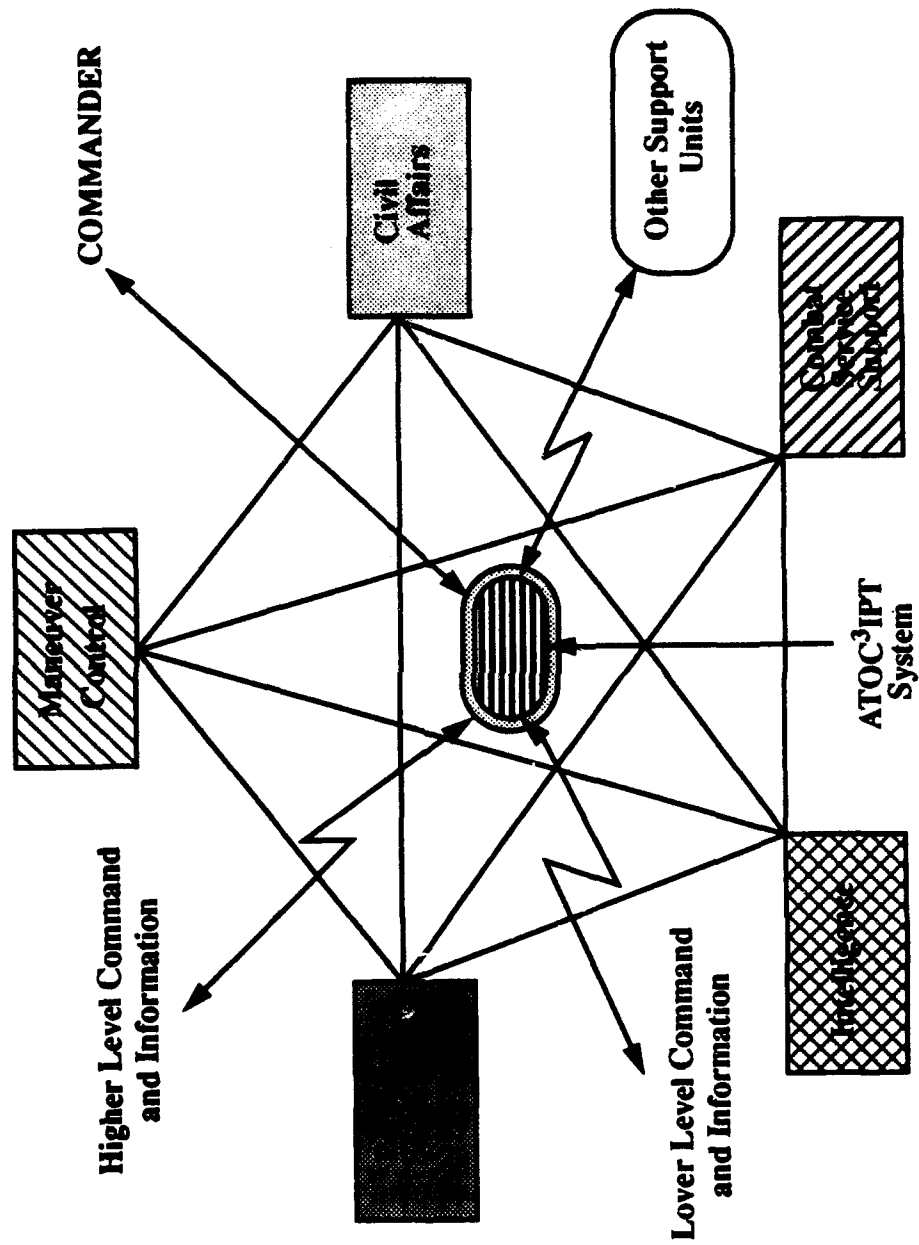 Maneuver
Control
Higher Level Command
and Information
COMMANDER
Civil
Affairs
Lover Level Command
and Information
Other Support
Units
Intelligence
ATOC³IPT
System
Combat
Service
Support